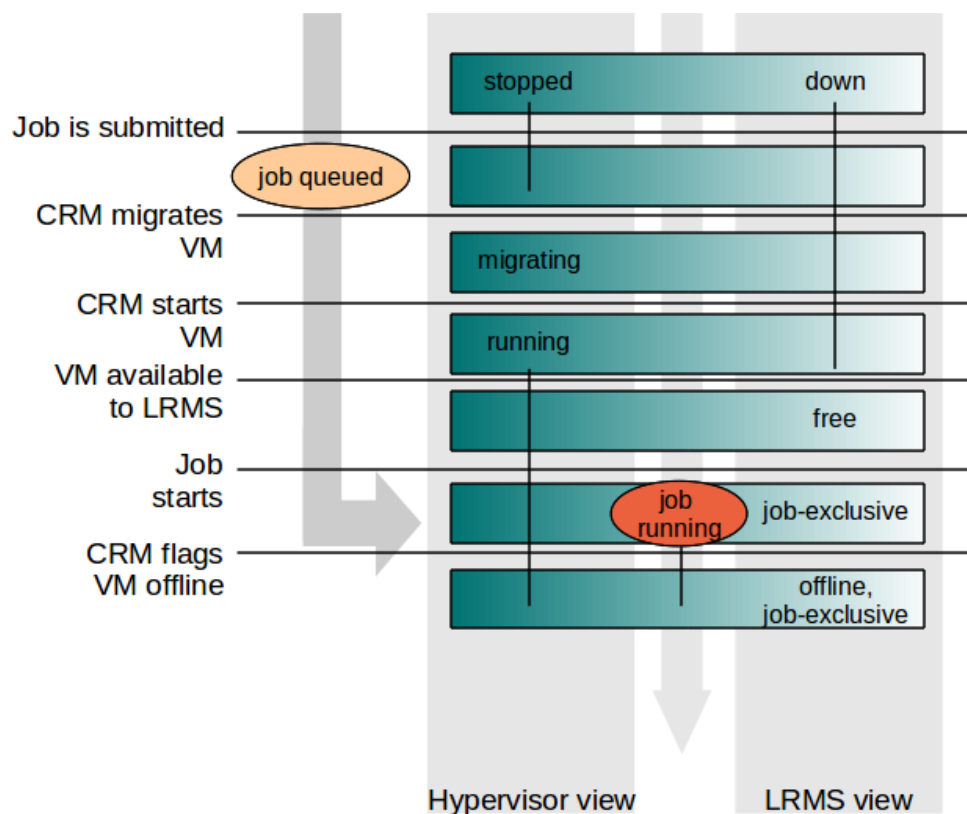 stopped
down
Job is submitted
job queued
CRM migrates
VM
migrating
CRM starts
VM
running
VM available
to LRMS
free
Job
starts
job
running
job-exclusive
CRM flags
VM offline
offline,
job-exclusive
Hypervisor view
LRMS view